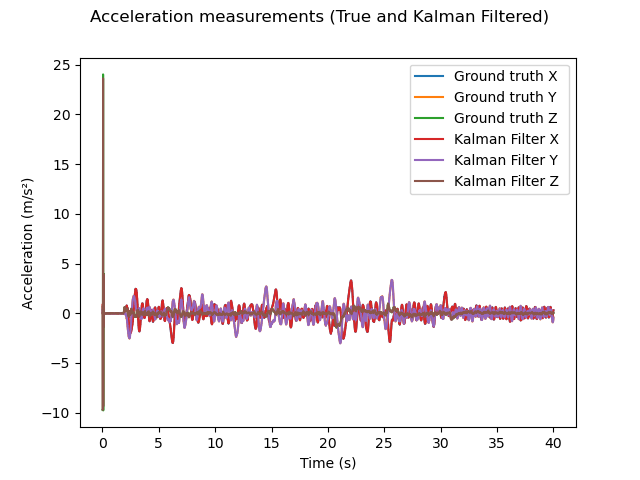 Acceleration measurements (True and Kalman Filtered)
25
20
15
10
5
0
−5
−10
Acceleration (m/s²)
Ground truth X
Ground truth Y
Ground truth Z
Kalman Filter X
Kalman Filter Y
Kalman Filter Z
0 5 10 15 20 25 30 35 40
Time (s)